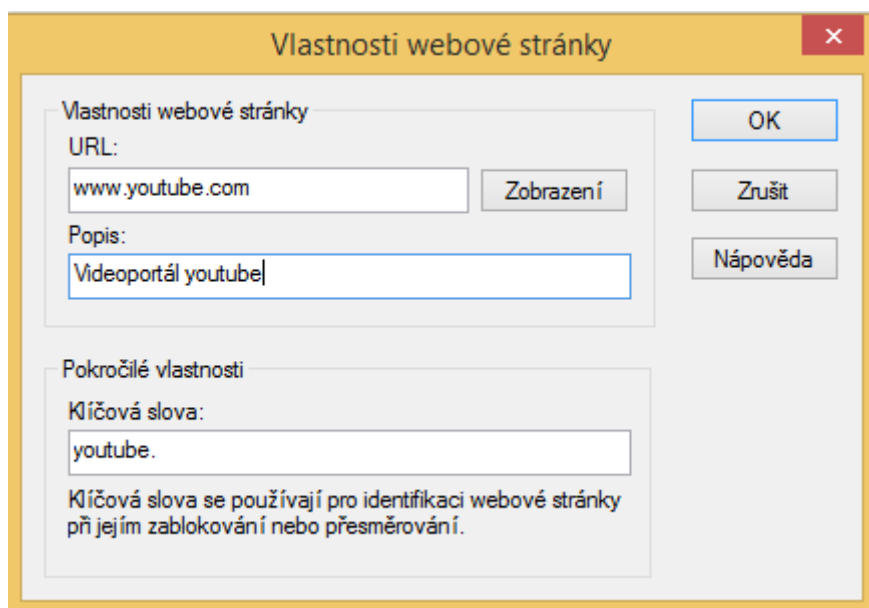 Vlastnosti webové stránky
Vlastnosti webové stránky
URL:
www.youtube.com
Zobrazení
Popis:
Videoportál youtube
OK
Zrušit
Nápověda
Pokročilé vlastnosti
Klíčová slova:
youtube.
Klíčová slova se používají pro identifikaci webové stránky
při jejím zablokování nebo přesměrování.